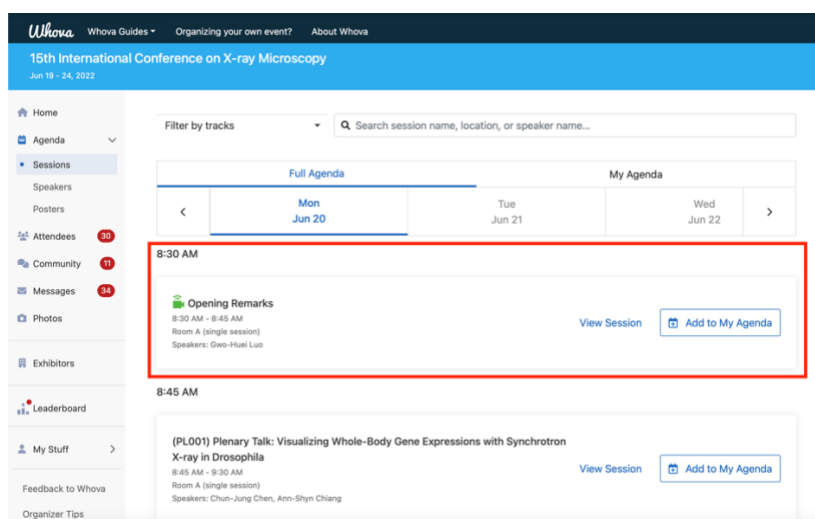 Whova Whova Guides Organizing your own event? About Whova
15th International Conference on X-ray Microscopy
Jun 19 - 24, 2022
Home
Agenda
Sessions
Speakers
Posters
Attendees 30
Community 11
Messages 34
Photos
Exhibitors
Leaderboard
My Stuff
Feedback to Whova
Organizer Tips
Filter by tracks
Search session name, location, or speaker name...
Full Agenda My Agenda
Mon Tue Wed
Jun 20 Jun 21 Jun 22
8:30 AM
Opening Remarks
8:30 AM - 8:45 AM
Room A (single session)
Speakers: Gwo-Huei Luo
View Session Add to My Agenda
8:45 AM
(PL001) Plenary Talk: Visualizing Whole-Body Gene Expressions with Synchrotron
X-ray in Drosophila
8:45 AM - 9:30 AM
Room A (single session)
Speakers: Chun-Jung Chen, Ann-Shyn Chiang
View Session Add to My Agenda